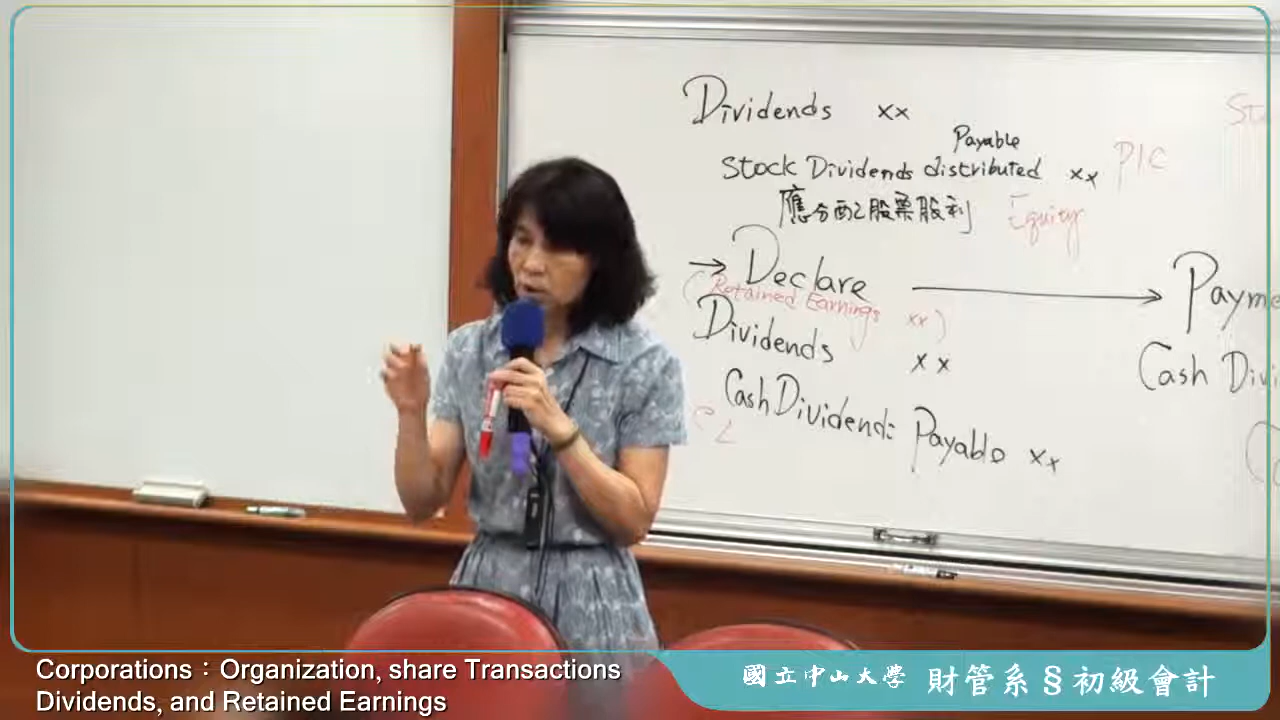 Dividends xx
Payable
Stock Dividends distributed xx PIC
應分配股票股利 Equity
→ Declare → Payme
(Retained Earnings xx)
Dividends xx
Cash Divi
Cash Dividends Payable xx
CL
Corporations：Organization, share Transactions
Dividends, and Retained Earnings
國立中山大學 財管系§初級會計